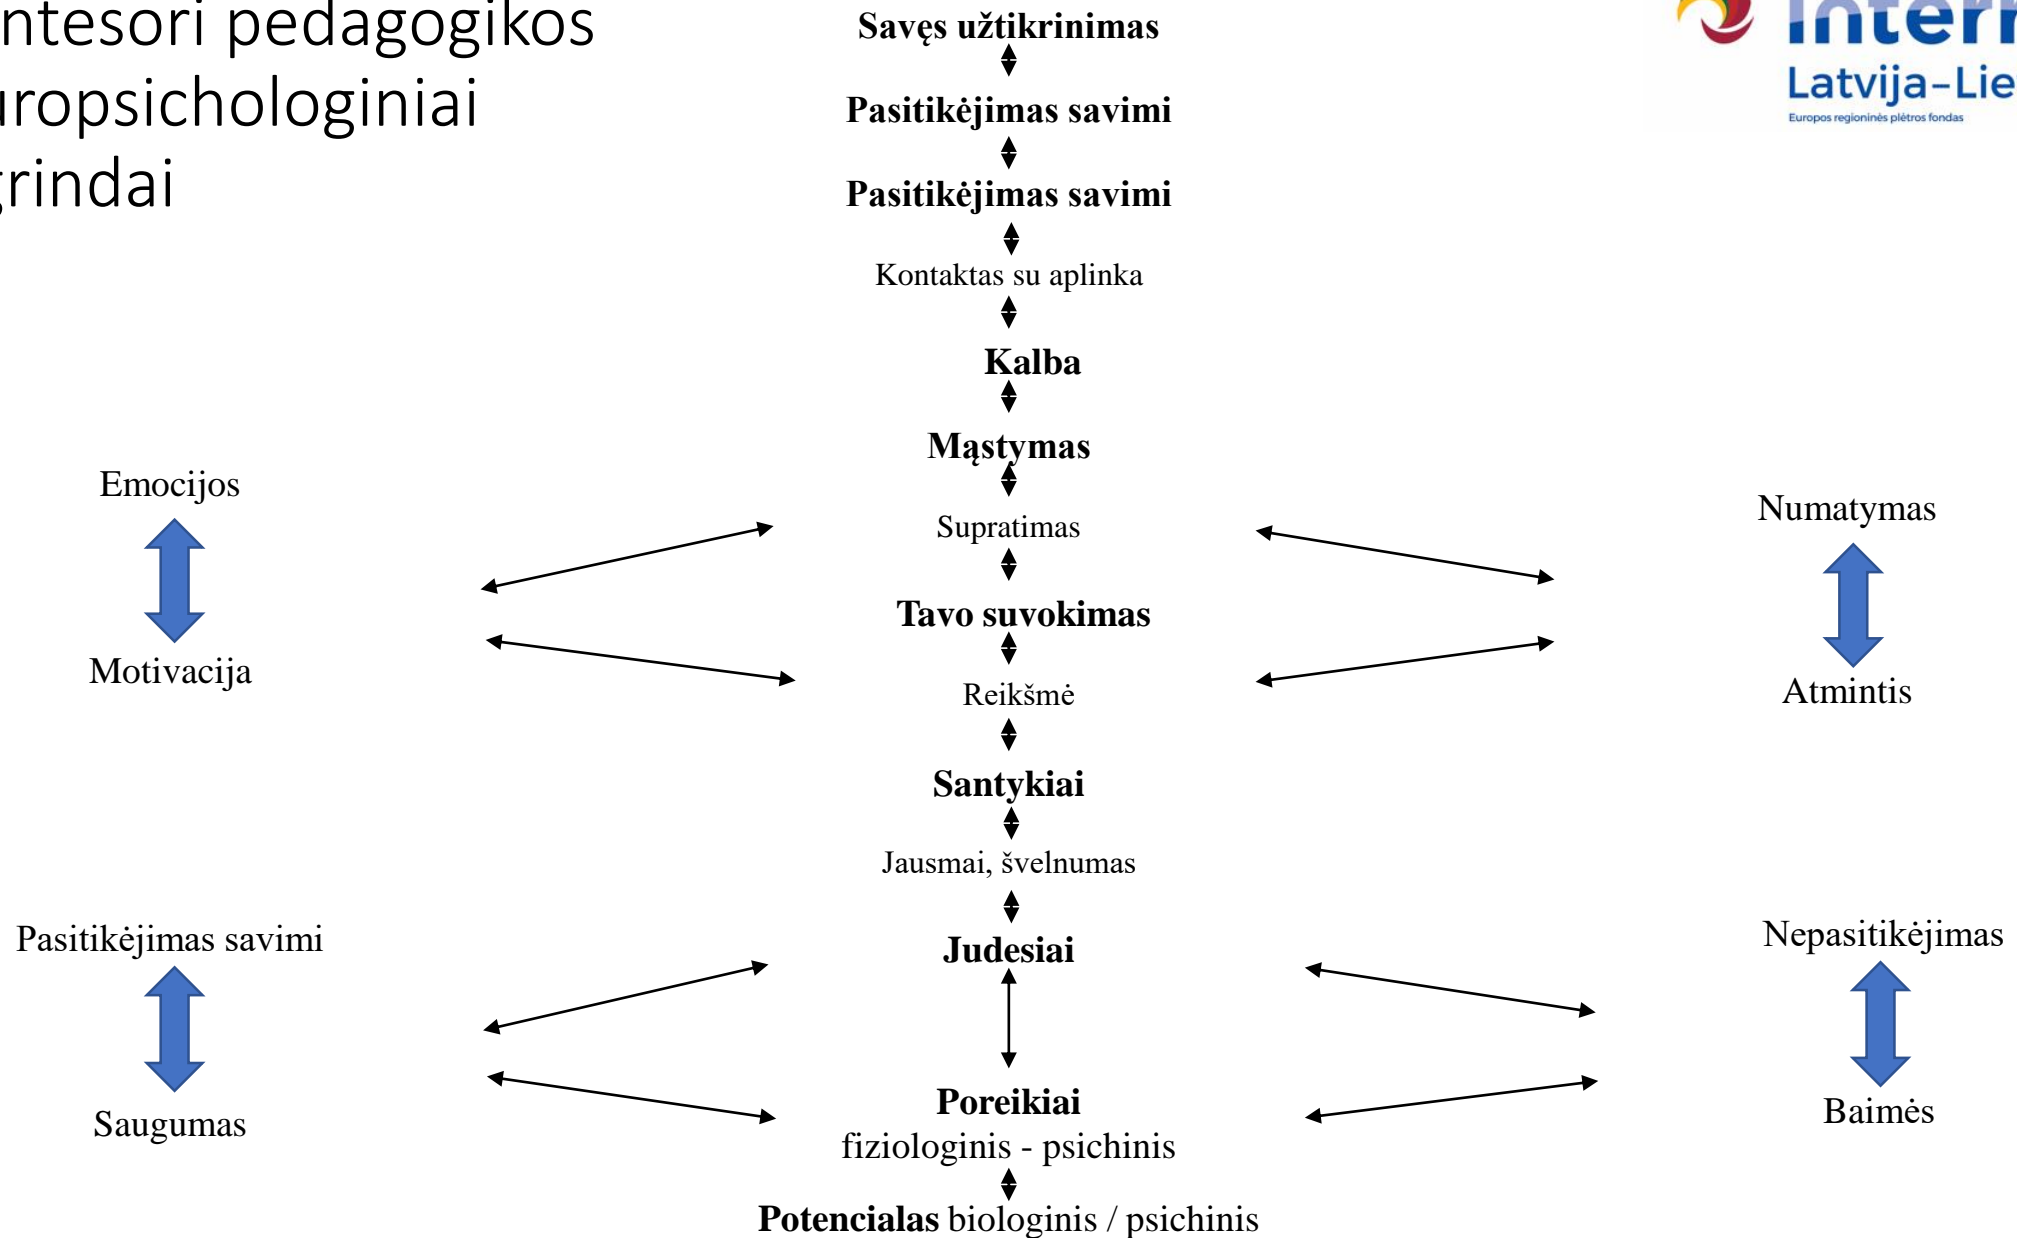 ntesori pedagogikos
uropsichologiniai
grindai
Interr
Latvija–Lie
Europos regioninės plėtros fondas
Savęs užtikrinimas
Pasitikėjimas savimi
Pasitikėjimas savimi
Kontaktas su aplinka
Kalba
Mąstymas
Emocijos
Numatymas
Supratimas
Tavo suvokimas
Motivacija
Reikšmė
Atmintis
Santykiai
Jausmai, švelnumas
Pasitikėjimas savimi
Judesiai
Nepasitikėjimas
Saugumas
Poreikiai
fiziologinis - psichinis
Baimės
Potencialas biologinis / psichinis